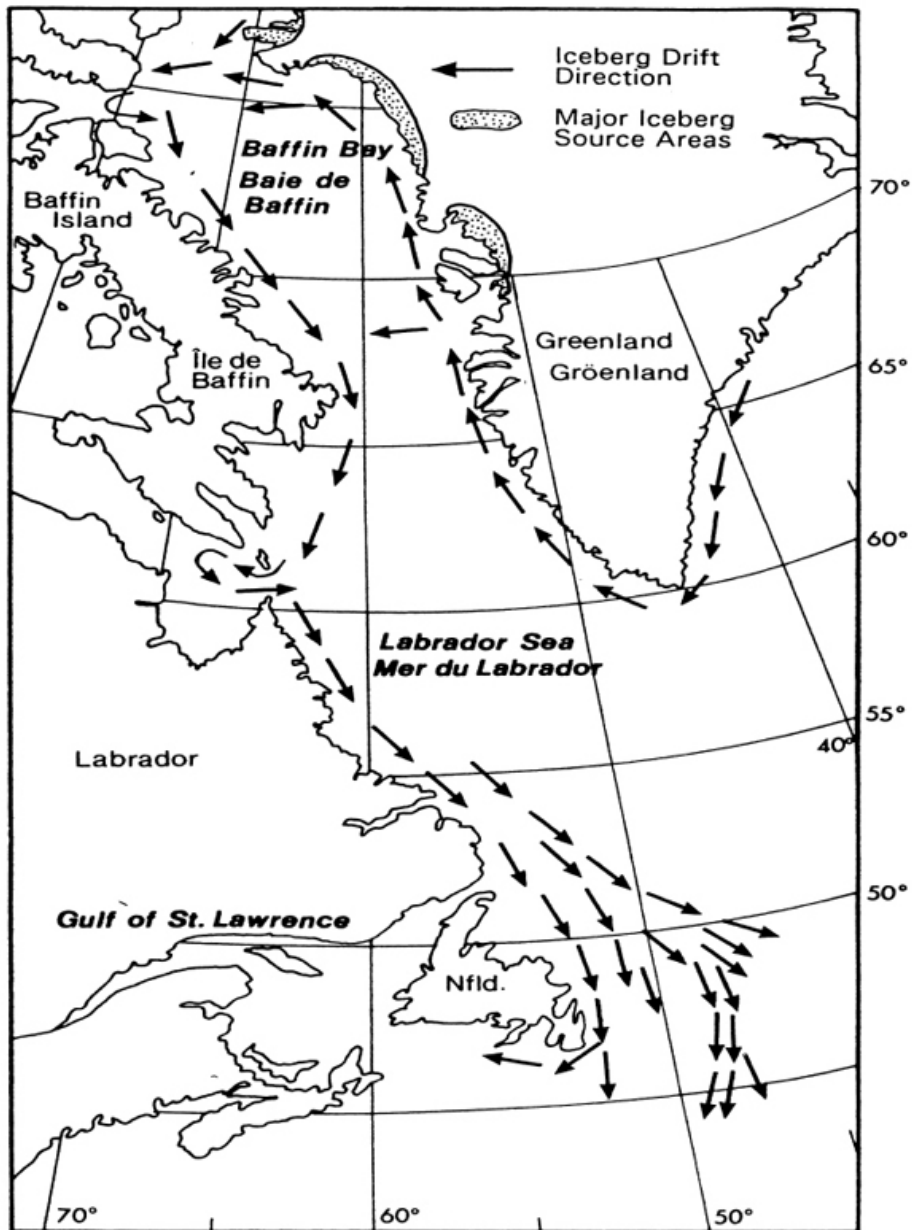 Iceberg Drift
Direction
Major Iceberg
Source Areas
Baffin Bay
Baie de
Baffin
70°
Baffin
Island
Greenland
Gröenland
Île de
Baffin
65°
60°
Labrador Sea
Mer du Labrador
55°
40°
Labrador
50°
Gulf of St. Lawrence
Nfld.
70°
60°
50°